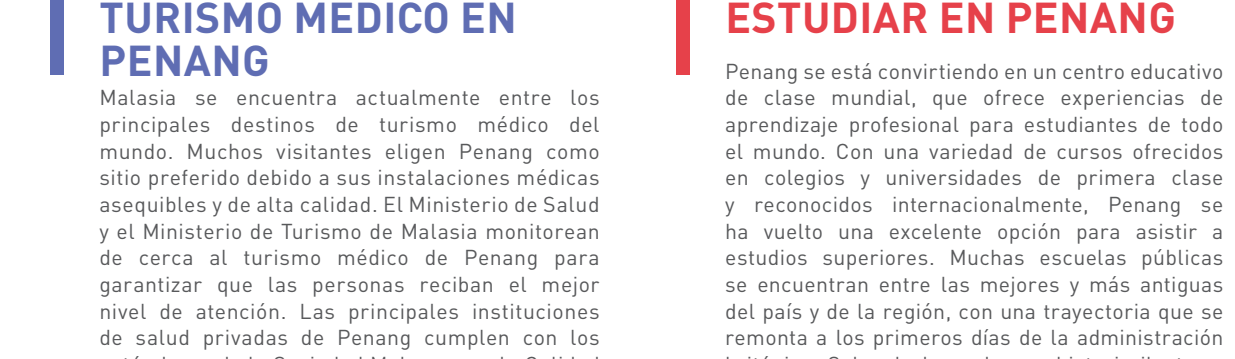 TURISMO MÉDICO EN
PENANG
Malasia se encuentra actualmente entre los
principales destinos de turismo médico del
mundo. Muchos visitantes eligen Penang como
sitio preferido debido a sus instalaciones médicas
asequibles y de alta calidad. El Ministerio de Salud
y el Ministerio de Turismo de Malasia monitorean
de cerca al turismo médico de Penang para
garantizar que las personas reciban el mejor
nivel de atención. Las principales instituciones
de salud privadas de Penang cumplen con los
ESTUDIAR EN PENANG
Penang se está convirtiendo en un centro educativo
de clase mundial, que ofrece experiencias de
aprendizaje profesional para estudiantes de todo
el mundo. Con una variedad de cursos ofrecidos
en colegios y universidades de primera clase
y reconocidos internacionalmente, Penang se
ha vuelto una excelente opción para asistir a
estudios superiores. Muchas escuelas públicas
se encuentran entre las mejores y más antiguas
del país y de la región, con una trayectoria que se
remonta a los primeros días de la administración